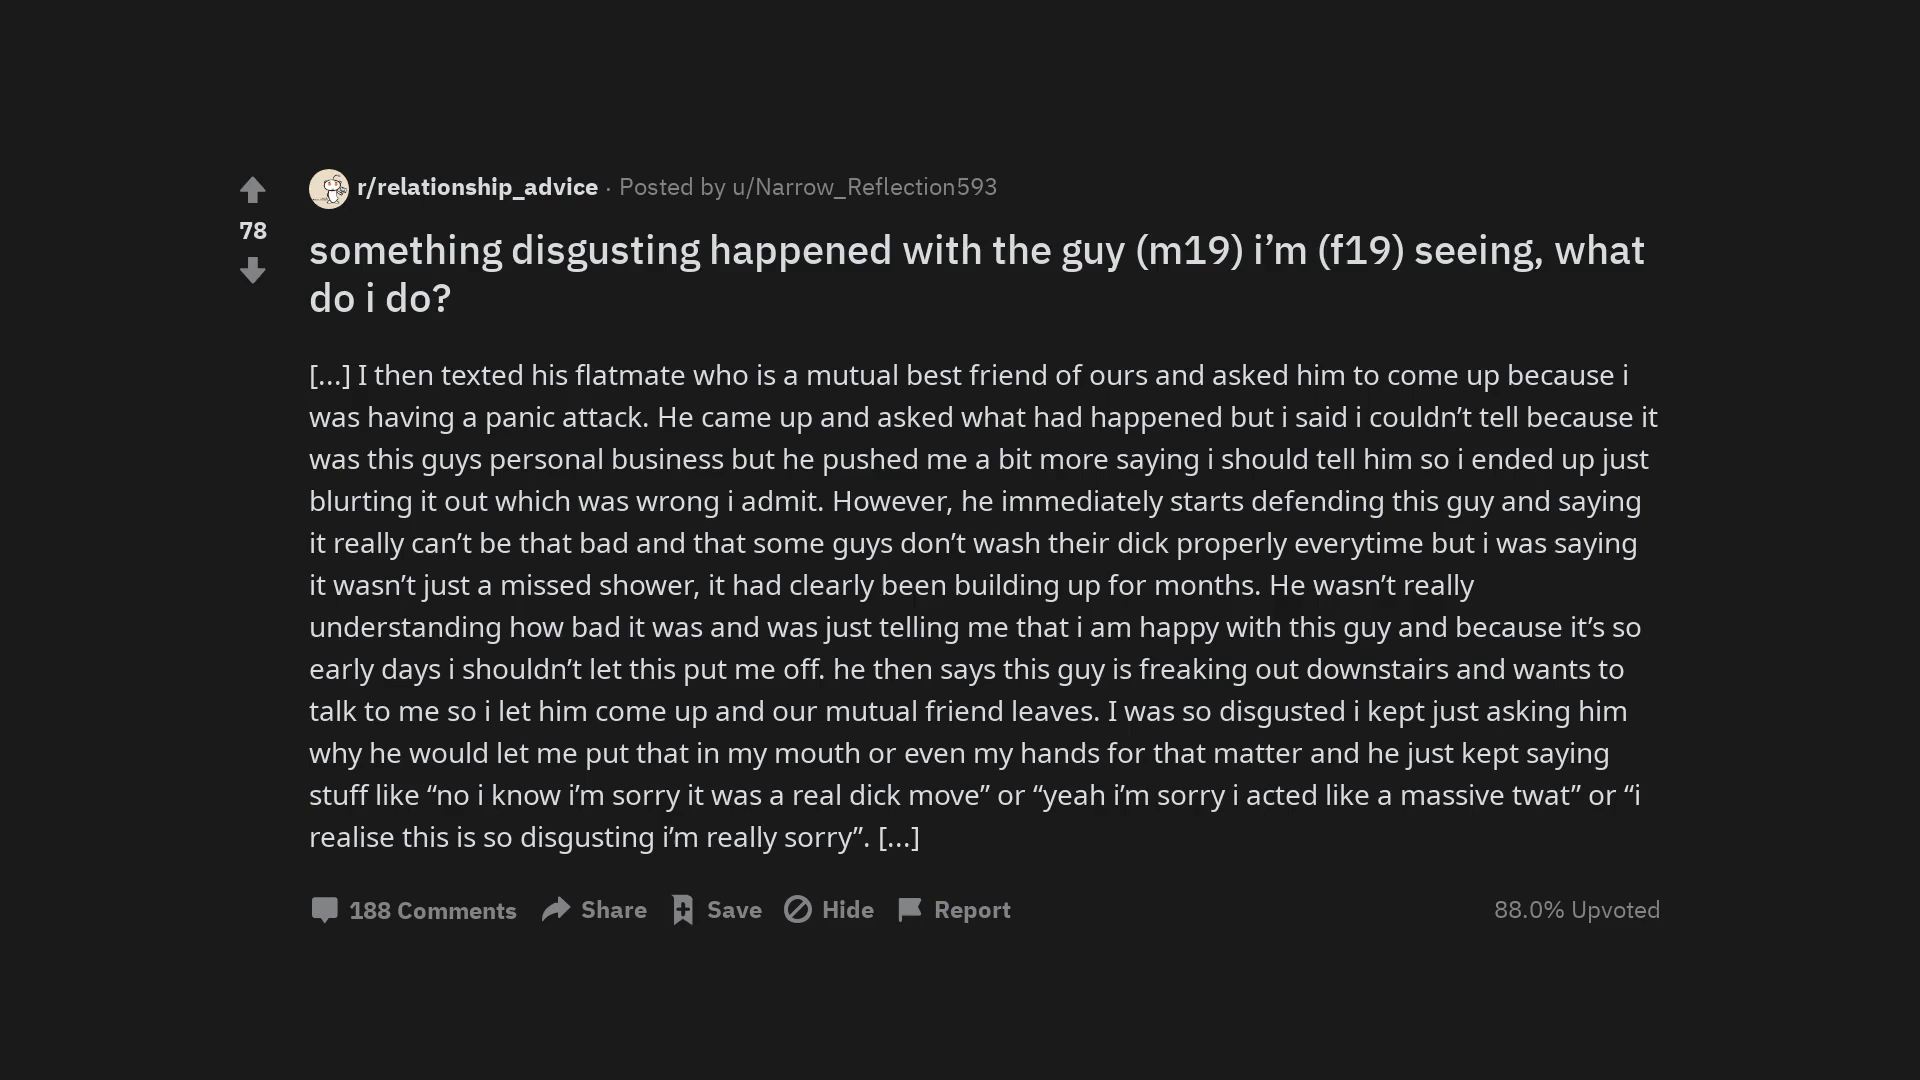 r/relationship_advice · Posted by u/Narrow_Reflection593
78
something disgusting happened with the guy (m19) i’m (f19) seeing, what
do i do?
[...] I then texted his flatmate who is a mutual best friend of ours and asked him to come up because i
was having a panic attack. He came up and asked what had happened but i said i couldn’t tell because it
was this guys personal business but he pushed me a bit more saying i should tell him so i ended up just
blurting it out which was wrong i admit. However, he immediately starts defending this guy and saying
it really can’t be that bad and that some guys don’t wash their dick properly everytime but i was saying
it wasn’t just a missed shower, it had clearly been building up for months. He wasn’t really
understanding how bad it was and was just telling me that i am happy with this guy and because it’s so
early days i shouldn’t let this put me off. he then says this guy is freaking out downstairs and wants to
talk to me so i let him come up and our mutual friend leaves. I was so disgusted i kept just asking him
why he would let me put that in my mouth or even my hands for that matter and he just kept saying
stuff like “no i know i’m sorry it was a real dick move” or “yeah i’m sorry i acted like a massive twat” or “i
realise this is so disgusting i’m really sorry”. [...]
188 Comments Share Save Hide Report 88.0% Upvoted